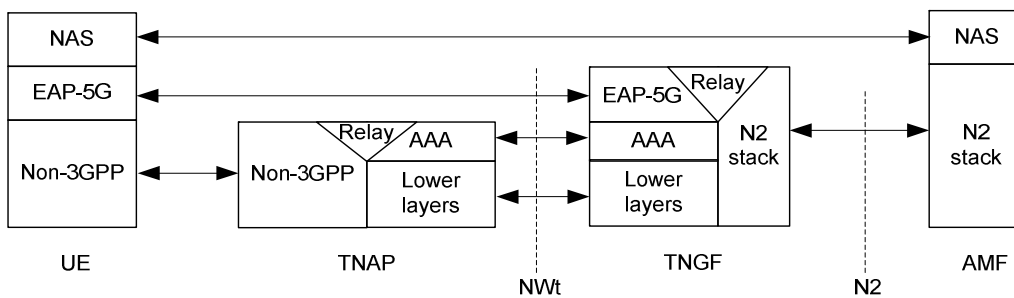 NAS
NAS
EAP-5G
EAP-5G
Relay
Non-3GPP
Non-3GPP
Relay
AAA
AAA
N2
stack
N2
stack
Lower
layers
Lower
layers
UE
TNAP
NWt
TNGF
N2
AMF